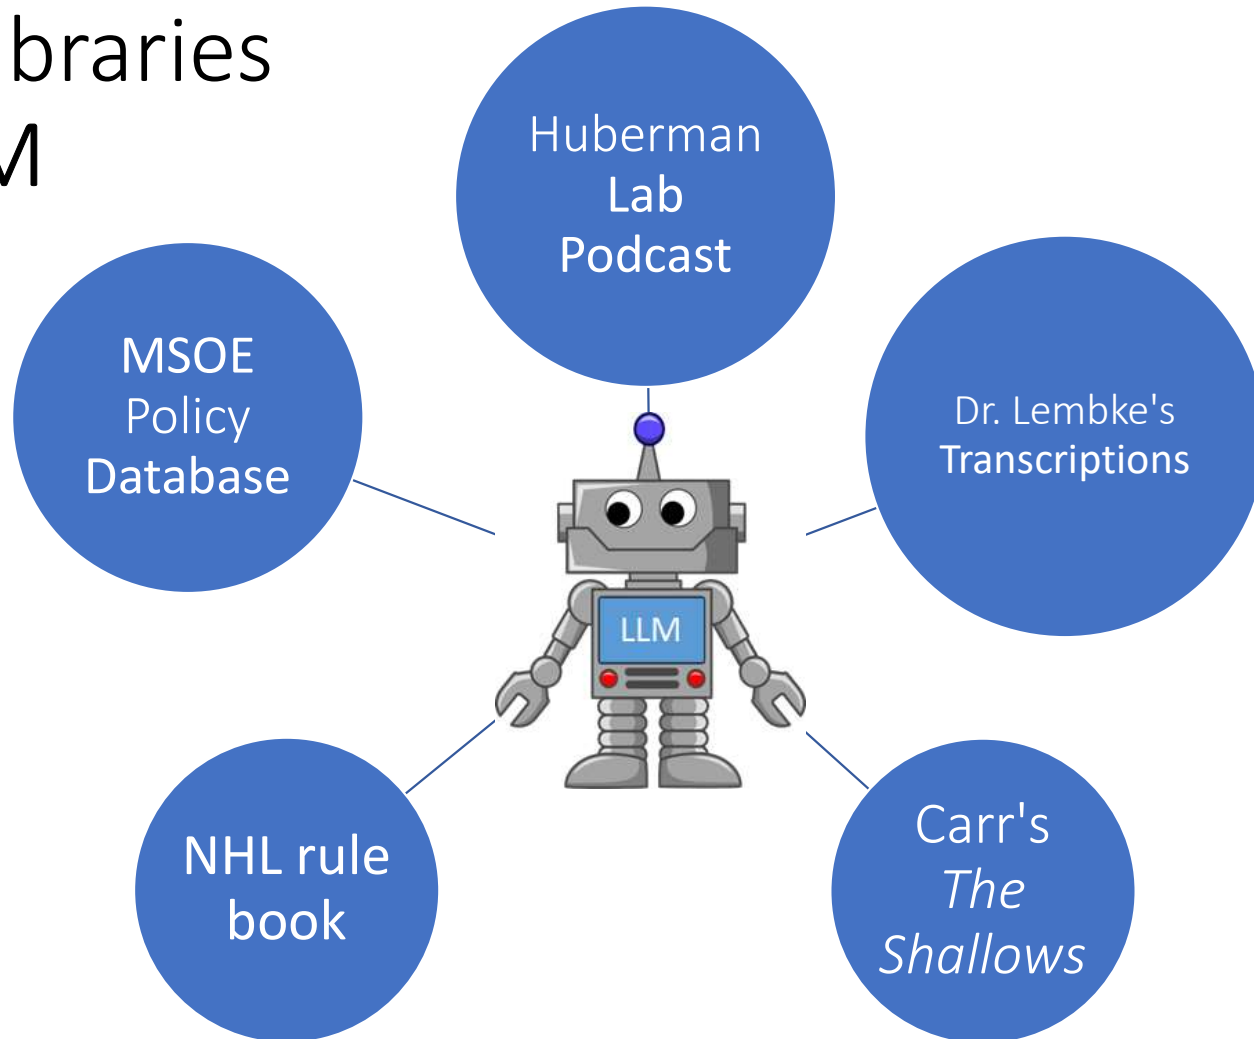 braries
M
Huberman
Lab
Podcast
MSOE
Policy
Database
Dr. Lembke's
Transcriptions
LLM
NHL rule
book
Carr's
The
Shallows